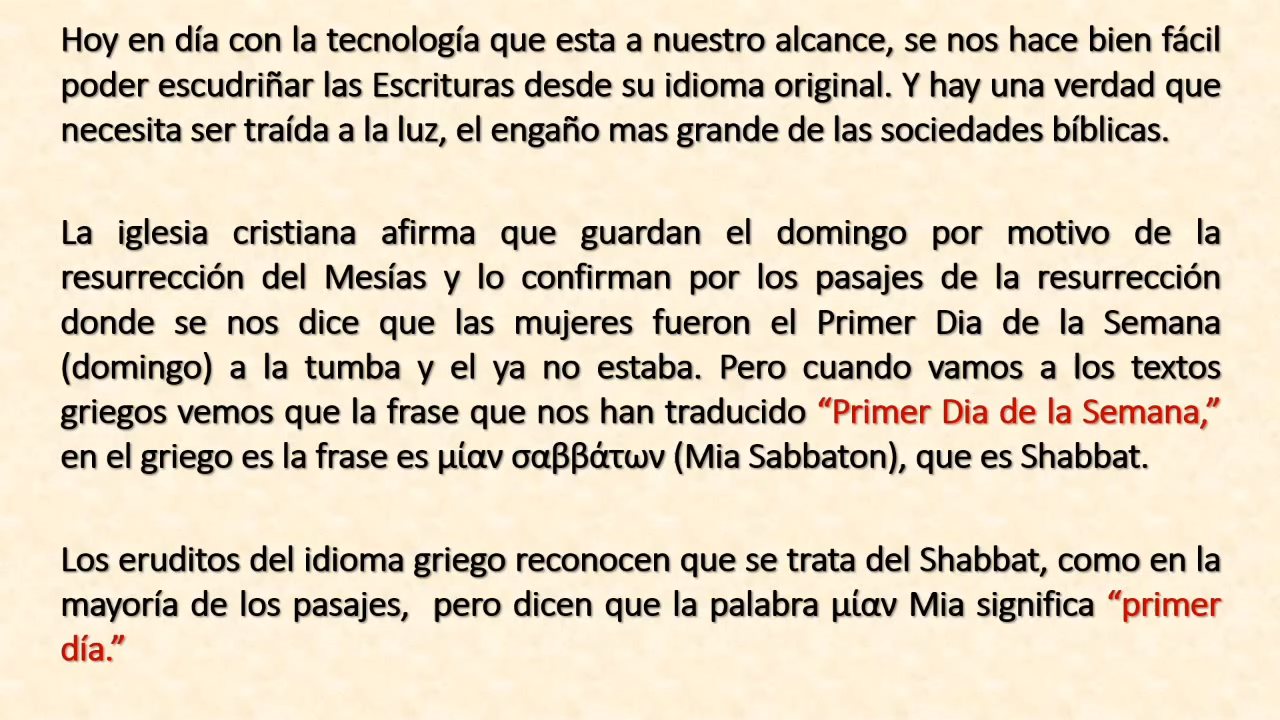 Hoy en día con la tecnología que esta a nuestro alcance, se nos hace bien fácil
poder escudriñar las Escrituras desde su idioma original. Y hay una verdad que
necesita ser traída a la luz, el engaño mas grande de las sociedades bíblicas.
La iglesia cristiana afirma que guardan el domingo por motivo de la
resurrección del Mesías y lo confirman por los pasajes de la resurrección
donde se nos dice que las mujeres fueron el Primer Dia de la Semana
(domingo) a la tumba y el ya no estaba. Pero cuando vamos a los textos
griegos vemos que la frase que nos han traducido “Primer Dia de la Semana,”
en el griego es la frase es μίαν σαββάτων (Mia Sabbaton), que es Shabbat.
Los eruditos del idioma griego reconocen que se trata del Shabbat, como en la
mayoría de los pasajes,  pero dicen que la palabra μίαν Mia significa “primer
día.”